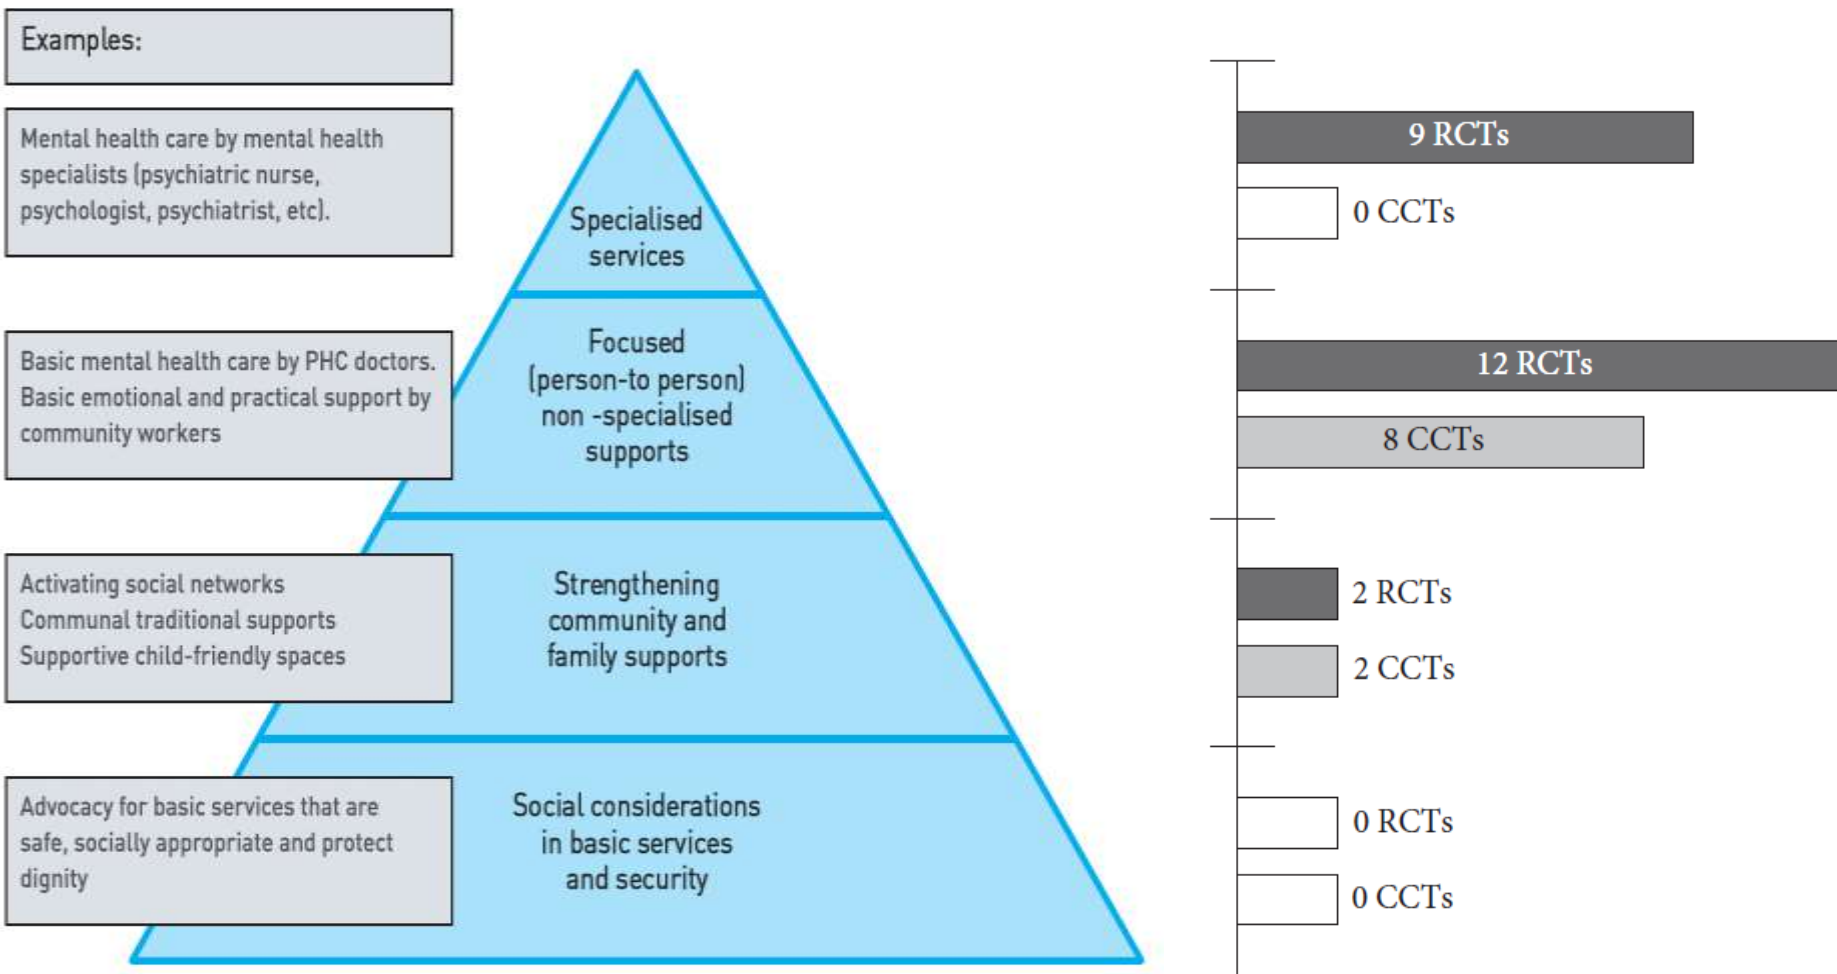 Examples:
Mental health care by mental health
specialists (psychiatric nurse,
psychologist, psychiatrist, etc).
Specialised
services
9 RCTs
0 CCTs
Basic mental health care by PHC doctors.
Basic emotional and practical support by
community workers
Focused
(person-to person)
non -specialised
supports
12 RCTs
8 CCTs
Activating social networks
Communal traditional supports
Supportive child-friendly spaces
Strengthening
community and
family supports
2 RCTs
2 CCTs
Advocacy for basic services that are
safe, socially appropriate and protect
dignity
Social considerations
in basic services
and security
0 RCTs
0 CCTs